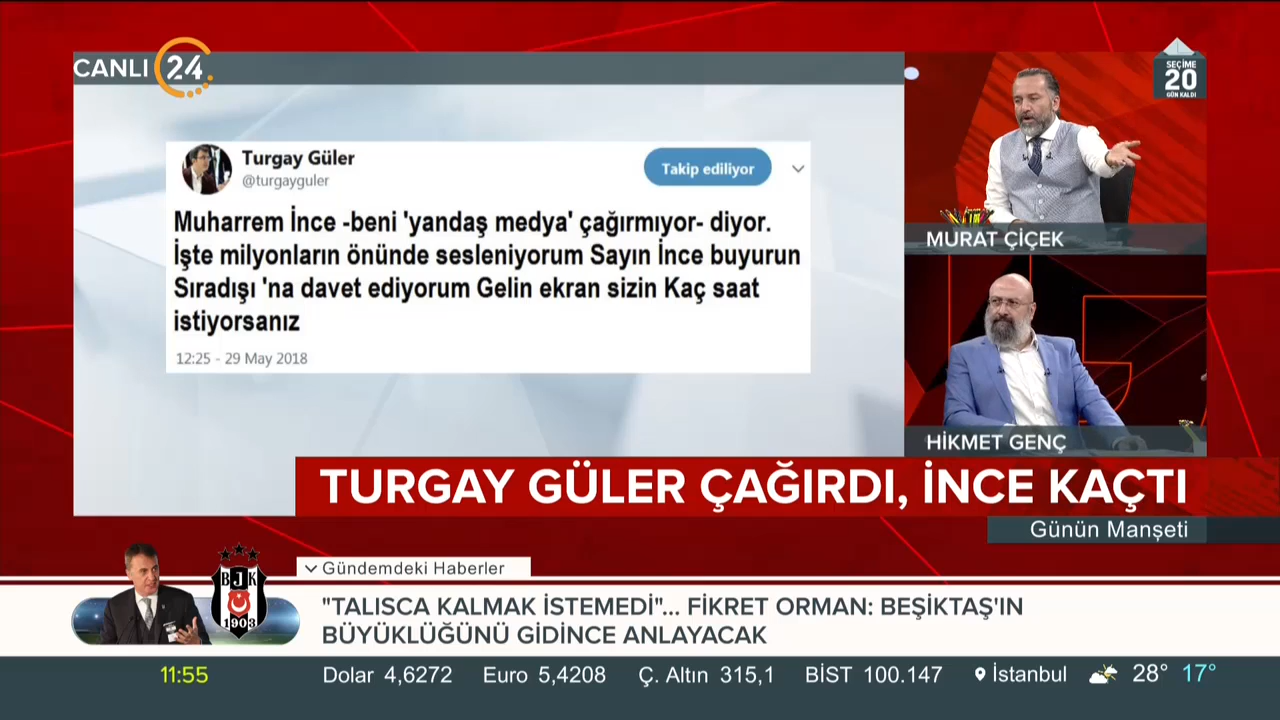 CANLI 24
SEÇİME
20
GÜN KALDI
Turgay Güler
@turgayguler
Takip ediliyor
Muharrem İnce -beni 'yandaş medya' çağırmıyor- diyor.
İşte milyonların önünde sesleniyorum Sayın İnce buyurun
Sıradışı 'na davet ediyorum Gelin ekran sizin Kaç saat
istiyorsanız
12:25 - 29 May 2018
MURAT ÇİÇEK
HİKMET GENÇ
TURGAY GÜLER ÇAĞIRDI, İNCE KAÇTI
Günün Manşeti
Gündemdeki Haberler
BJK
1903
"TALISCA KALMAK İSTEMEDİ"... FİKRET ORMAN: BEŞİKTAŞ'IN
BÜYÜKLÜĞÜNÜ GİDİNCE ANLAYACAK
11:55 Dolar 4,6272 Euro 5,4208 Ç. Altın 315,1 BİST 100.147 İstanbul 28° 17°